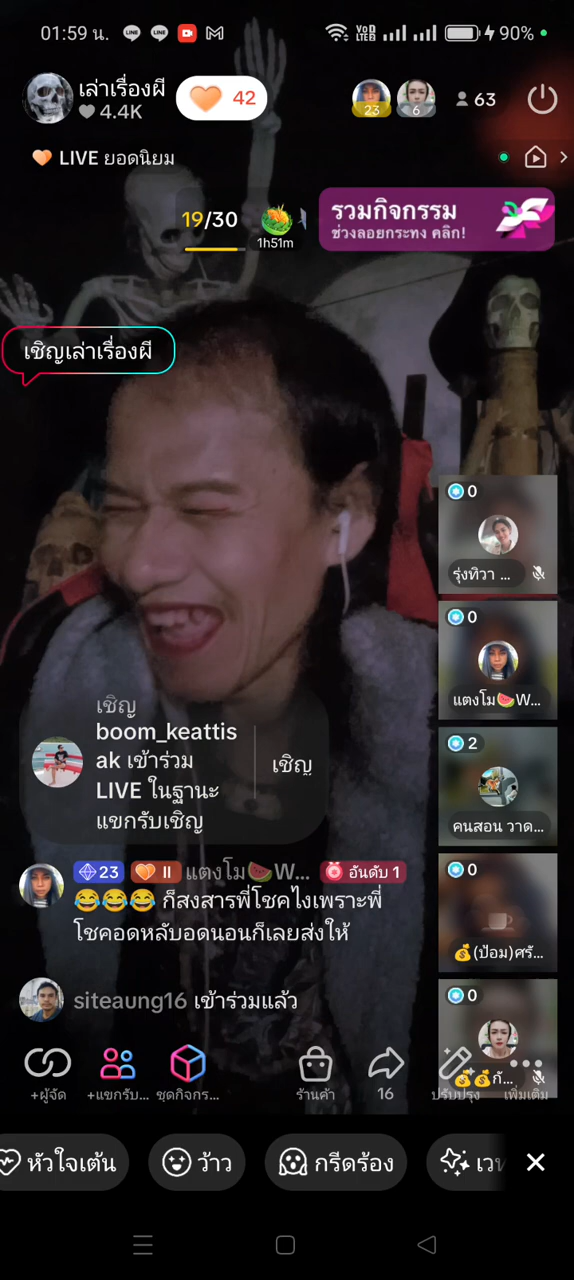 01:59 น.
VoD LTE2
90%
เล่าเรื่องผี
4.4K
42
23
6
63
LIVE ยอดนิยม
19/30
1h51m
รวมกิจกรรม
ช่วงลอยกระทง คลิก!
เชิญเล่าเรื่องผี
0
รุ่งทิวา ...
0
แตงโม🍉W...
2
คนสอน วาด...
0
💰(ป้อม)ศรั...
0
💰💰กั...
เชิญ
boom_keattis
ak เข้าร่วม
LIVE ในฐานะ
แขกรับเชิญ
เชิญ
23 II แตงโม🍉W... อันดับ 1
😂😂😂 ก็สงสารพี่โชคไงเพราะพี่
โชคอดหลับอดนอนก็เลยส่งให้
siteaung16 เข้าร่วมแล้ว
+ผู้จัด
+แขกรับ...
ชุดกิจกร...
ร้านค้า
16
ปรับปรุง
เพิ่มเติม
หัวใจเต้น
ว้าว
กรีดร้อง